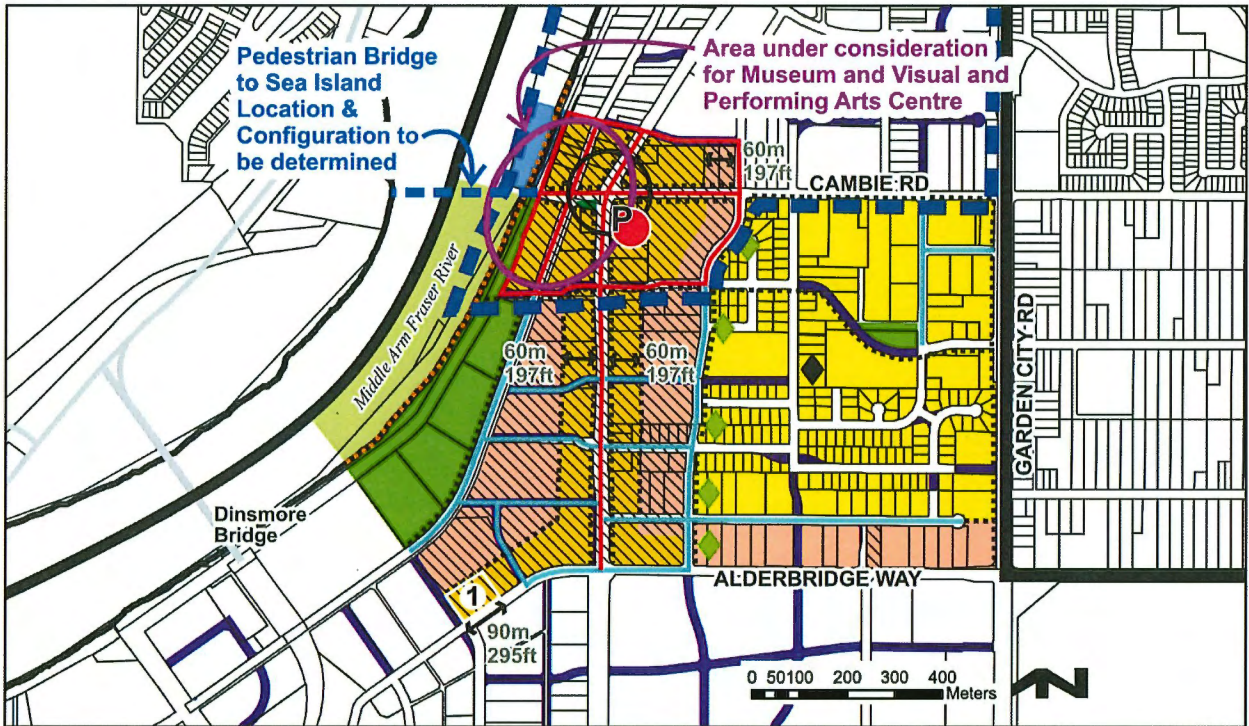 Pedestrian Bridge
to Sea Island
Location &
Configuration to
be determined
Area under consideration
for Museum and Visual and
Performing Arts Centre
60m
197ft
CAMBIE RD
P
Middle Arm Fraser River
60m
197ft
60m
197ft
GARDEN CITY RD
Dinsmore
Bridge
ALDERBRIDGE WAY
1
90m
295ft
0 50100 200 300 400
Meters
N